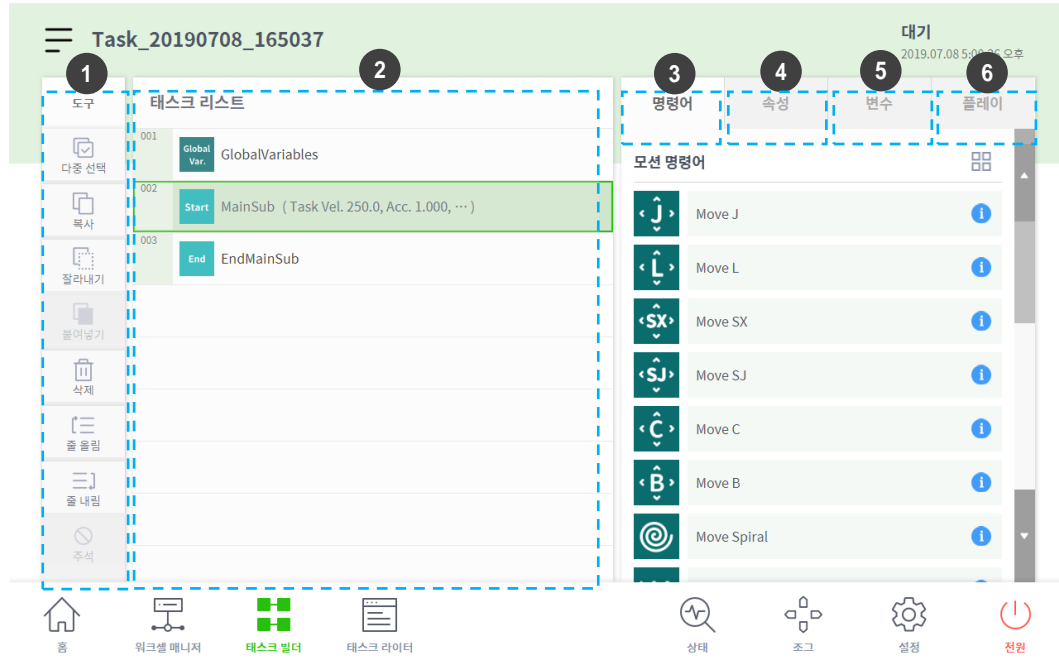 Task_20190708_165037
대기
2019.07.08 5:09:26 오후
1
2
3
4
5
6
도구
태스크 리스트
명령어
속성
변수
플레이
다중 선택
복사
잘라내기
붙여넣기
삭제
줄 올림
줄 내림
주석
001
Global
Var.
GlobalVariables
002
Start
MainSub ( Task Vel. 250.0, Acc. 1.000, ··· )
003
End
EndMainSub
모션 명령어
J
Move J
i
L
Move L
i
SX
Move SX
i
SJ
Move SJ
i
C
Move C
i
B
Move B
i
Move Spiral
i
홈
워크셀 매니저
태스크 빌더
태스크 라이터
상태
조그
설정
전원